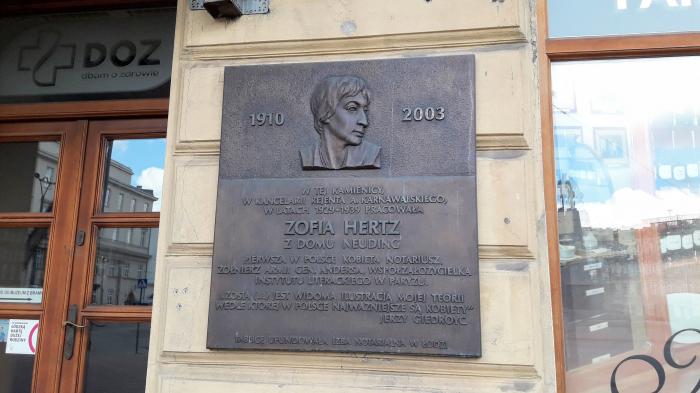 DOZ
dbam o zdrowie
1910
2003
W TEJ KAMIENICY,
W KANCELARII REJENTA A. KARNAWALSKIEGO,
W LATACH 1929-1939 PRACOWAŁA
ZOFIA HERTZ
Z DOMU NEUDING
PIERWSZA W POLSCE KOBIETA NOTARIUSZ,
ŻOŁNIERZ ARMII GEN. ANDERSA, WSPÓŁZAŁOŻYCIELKA
INSTYTUTU LITERACKIEGO W PARYŻU.
„ZOSIA (...) JEST WIDOMĄ ILUSTRACJĄ MOJEJ TEORII,
WEDLE KTÓREJ W POLSCE NAJWAŻNIEJSZE SĄ KOBIETY"
JERZY GIEDROYĆ
TABLICĘ UFUNDOWAŁA IZBA NOTARIALNA W ŁODZI